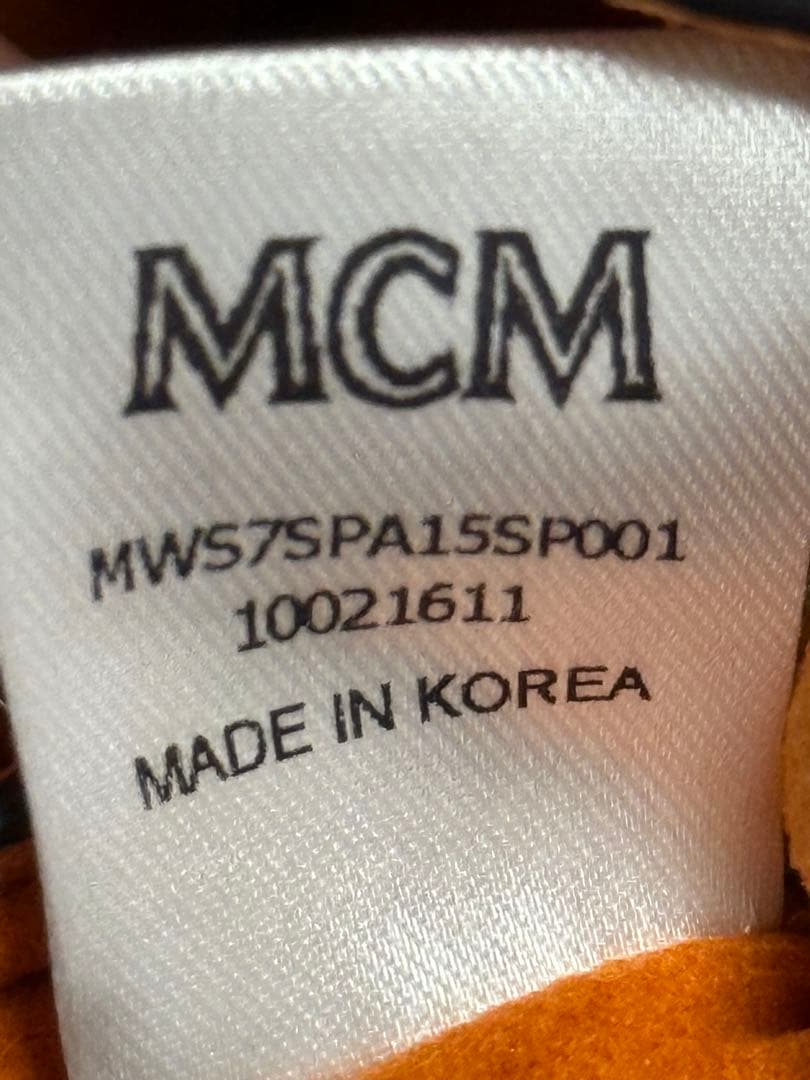 MCM
MWS7SPA15SP001
10021611
MADE IN KOREA